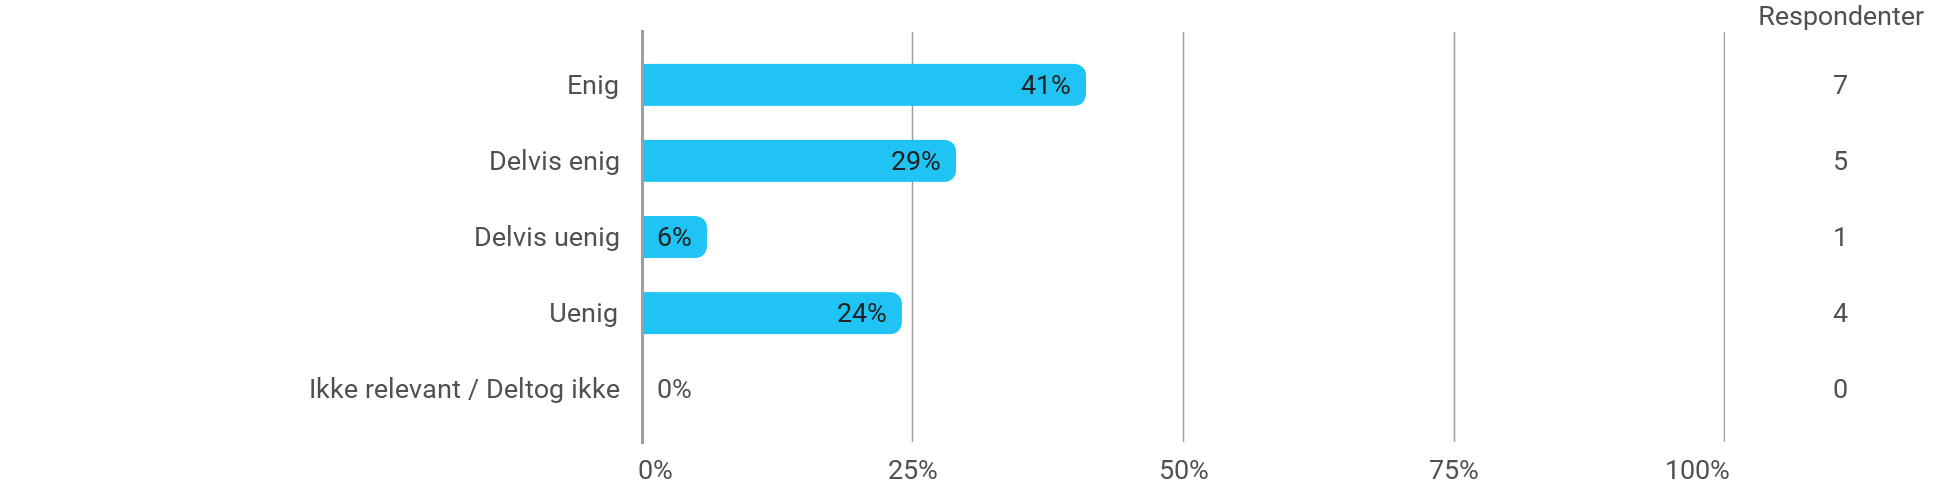 Respondenter
Enig 41% 7
Delvis enig 29% 5
Delvis uenig 6% 1
Uenig 24% 4
Ikke relevant / Deltog ikke 0% 0
0% 25% 50% 75% 100%